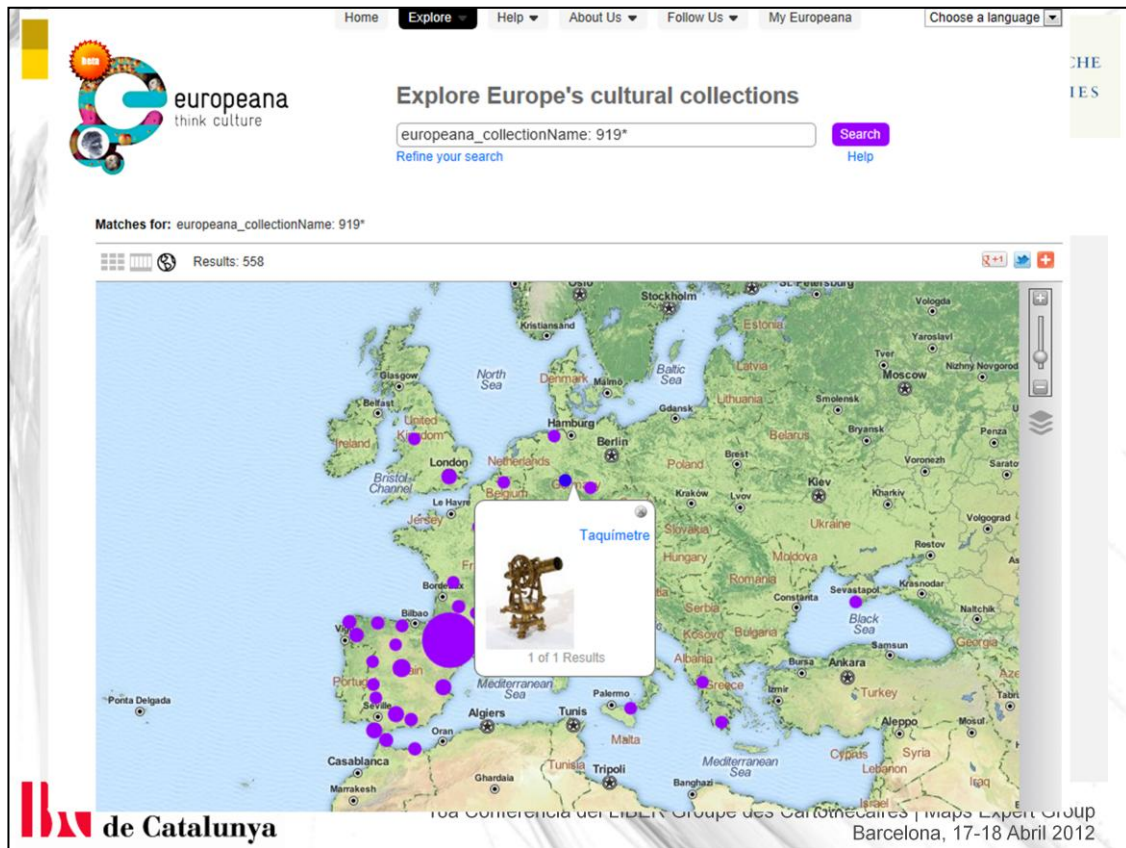 Home Explore Help About Us Follow Us My Europeana Choose a language
Beta
europeana
think culture
CHE
IES
Explore Europe's cultural collections
europeana_collectionName: 919* Search
Refine your search Help
Matches for: europeana_collectionName: 919*
Results: 558
+1
Oslo
Stockholm
St. Petersburg
Vologda
Kristiansand
Estonia
Yaroslavl
North Sea
Baltic Sea
Latvia
Tver
Nizhny Novgorod
Glasgow
Denmark
Malmö
Moscow
Belfast
Lithuania
Smolensk
United Kingdom
Gdansk
Hamburg
Bryansk
Penza
Ireland
Berlin
Belarus
London
Netherlands
Poland
Brest
Voronezh
Bristol Channel
Belgium
Germany
Kiev
Le Havre
Kraków
Lvov
Kharkiv
Jersey
Slovakia
Ukraine
Volgograd
Taquímetre
Hungary
Moldova
Rostov
Romania
Bilbao
Serbia
Constanta
Sevastapol
Krasnodar
Black Sea
Naltchik
1 of 1 Results
Kosovo
Bulgaria
Georgia
Samsun
Albania
Bursa
Ankara
Mediterranean Sea
Greece
Izmir
Turkey
Ponta Delgada
Palermo
Seville
Algiers
Tunis
Aleppo
Mosul
Oran
Malta
Casablanca
Mediterranean Sea
Cyprus
Syria
Tunisia
Tripoli
Lebanon
Ghardaia
Banghazi
Iraq
Marrakesh
Israel
de Catalunya
Barcelona, 17-18 Abril 2012